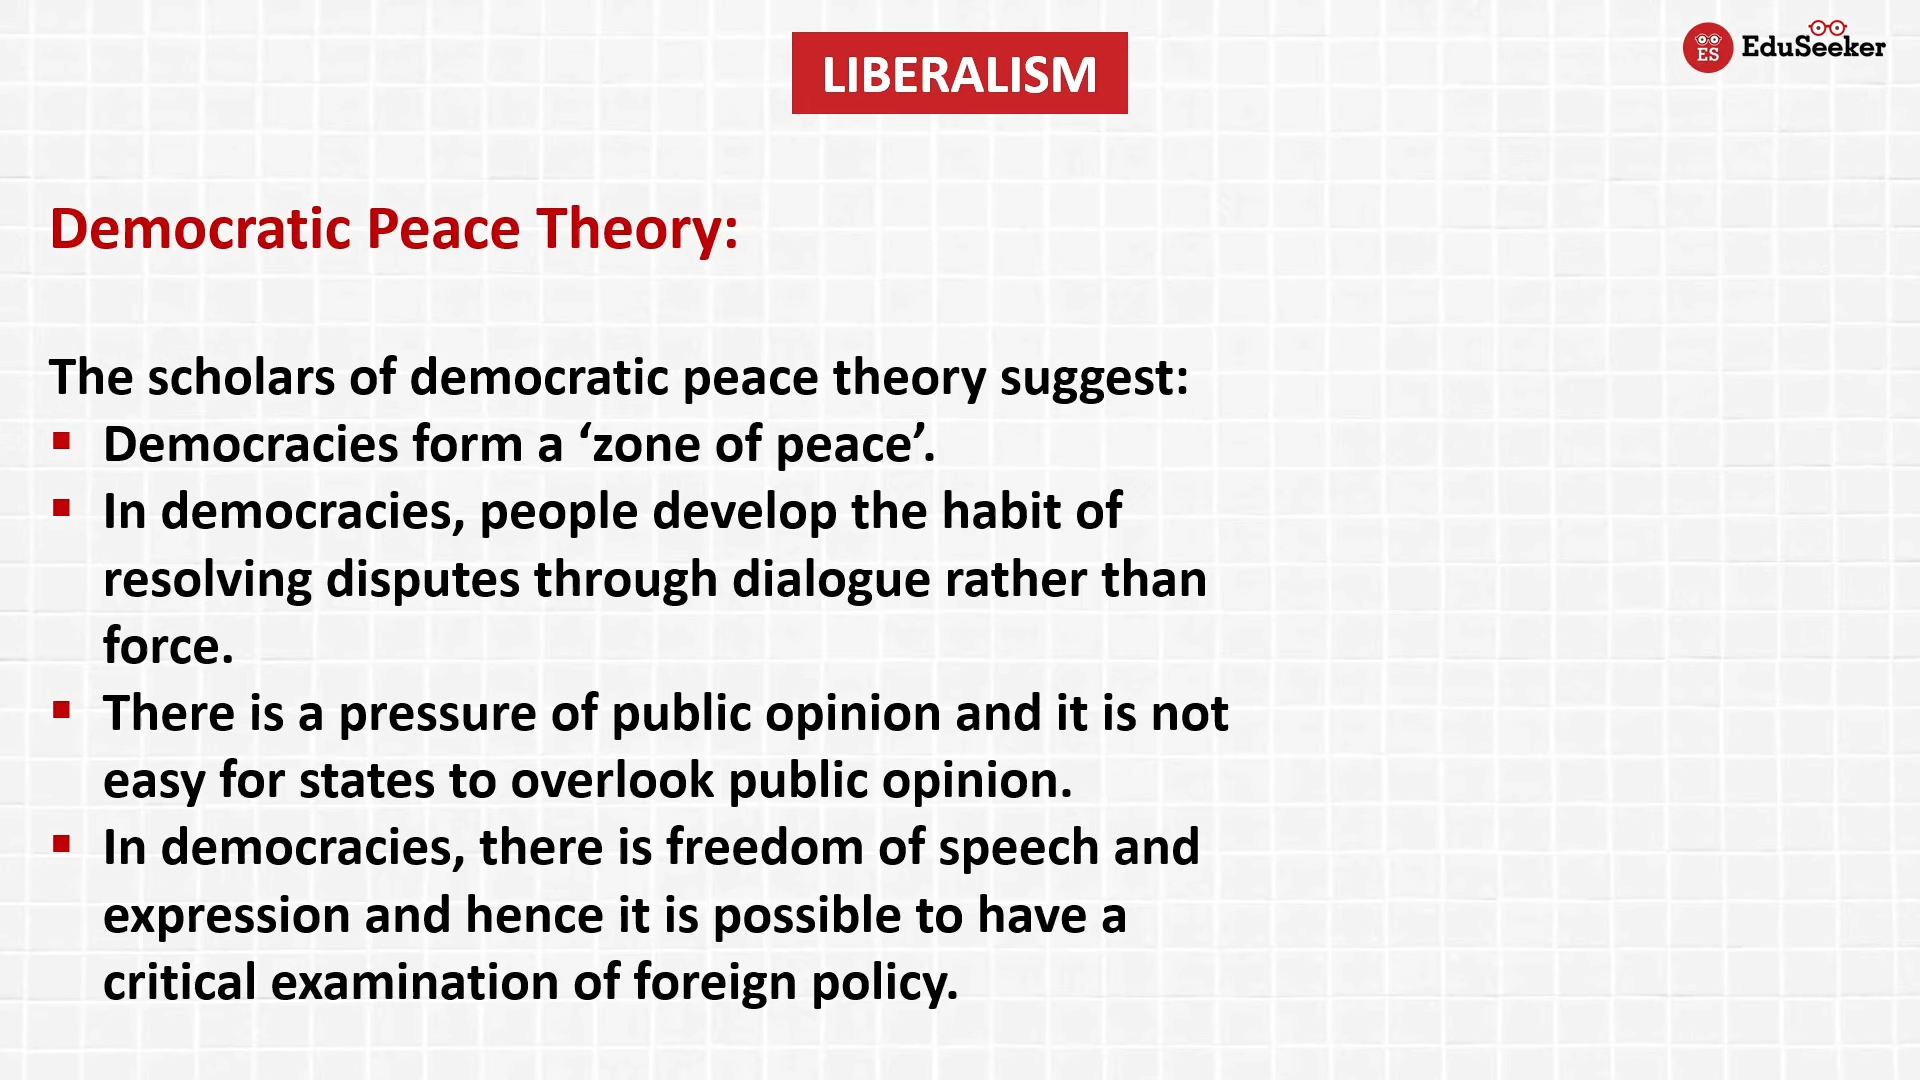 LIBERALISM
ES EduSeeker
Democratic Peace Theory:
The scholars of democratic peace theory suggest:
▪ Democracies form a ‘zone of peace’.
▪ In democracies, people develop the habit of
resolving disputes through dialogue rather than
force.
▪ There is a pressure of public opinion and it is not
easy for states to overlook public opinion.
▪ In democracies, there is freedom of speech and
expression and hence it is possible to have a
critical examination of foreign policy.